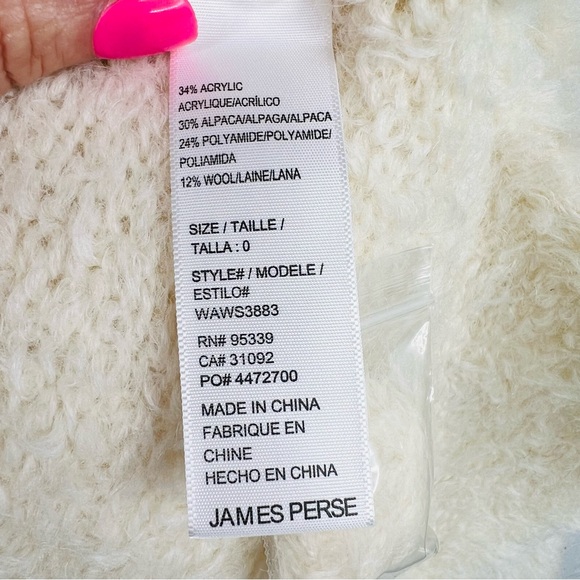 34% ACRYLIC
ACRYLIQUE/ACRÍLICO
30% ALPACA/ALPAGA/ALPACA
24% POLYAMIDE/POLYAMIDE/
POLIAMIDA
12% WOOL/LAINE/LANA
SIZE / TAILLE /
TALLA : 0
STYLE# / MODELE /
ESTILO#
WAWS3883
RN# 95339
CA# 31092
PO# 4472700
MADE IN CHINA
FABRIQUE EN
CHINE
HECHO EN CHINA
JAMES PERSE